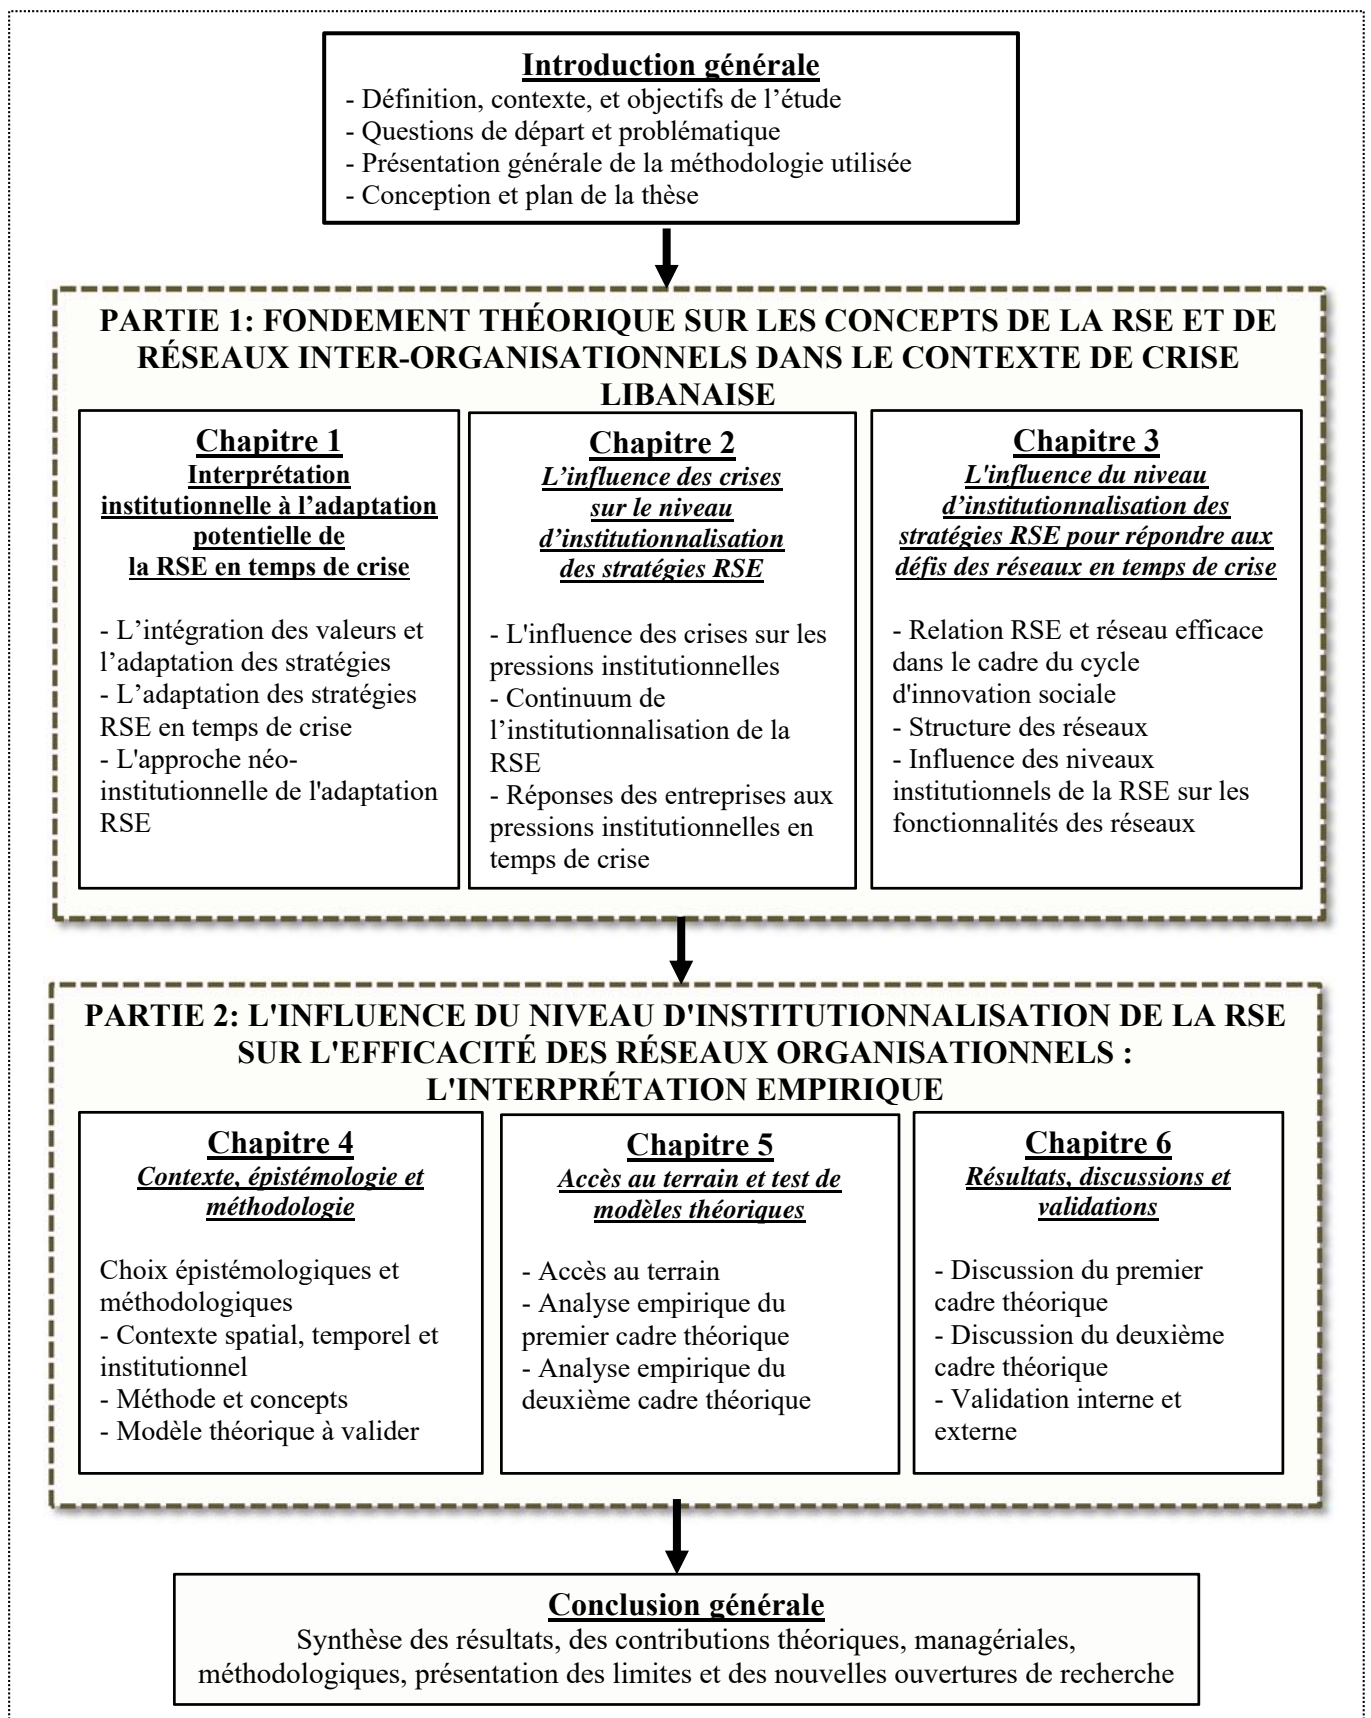 Introduction générale
- Définition, contexte, et objectifs de l’étude
- Questions de départ et problématique
- Présentation générale de la méthodologie utilisée
- Conception et plan de la thèse
PARTIE 1: FONDEMENT THÉORIQUE SUR LES CONCEPTS DE LA RSE ET DE
RÉSEAUX INTER-ORGANISATIONNELS DANS LE CONTEXTE DE CRISE
LIBANAISE
Chapitre 1
Interprétation
institutionnelle à l’adaptation
potentielle de
la RSE en temps de crise
- L’intégration des valeurs et
l’adaptation des stratégies
- L’adaptation des stratégies
RSE en temps de crise
- L'approche néo-
institutionnelle de l'adaptation
RSE
Chapitre 2
L’influence des crises
sur le niveau
d’institutionnalisation
des stratégies RSE
- L'influence des crises sur les
pressions institutionnelles
- Continuum de
l’institutionnalisation de la
RSE
- Réponses des entreprises aux
pressions institutionnelles en
temps de crise
Chapitre 3
L'influence du niveau
d’institutionnalisation des
stratégies RSE pour répondre aux
défis des réseaux en temps de crise
- Relation RSE et réseau efficace
dans le cadre du cycle
d'innovation sociale
- Structure des réseaux
- Influence des niveaux
institutionnels de la RSE sur les
fonctionnalités des réseaux
PARTIE 2: L'INFLUENCE DU NIVEAU D'INSTITUTIONNALISATION DE LA RSE
SUR L'EFFICACITÉ DES RÉSEAUX ORGANISATIONNELS :
L'INTERPRÉTATION EMPIRIQUE
Chapitre 4
Contexte, épistémologie et
méthodologie
Choix épistémologiques et
méthodologiques
- Contexte spatial, temporel et
institutionnel
- Méthode et concepts
- Modèle théorique à valider
Chapitre 5
Accès au terrain et test de
modèles théoriques
- Accès au terrain
- Analyse empirique du
premier cadre théorique
- Analyse empirique du
deuxième cadre théorique
Chapitre 6
Résultats, discussions et
validations
- Discussion du premier
cadre théorique
- Discussion du deuxième
cadre théorique
- Validation interne et
externe
Conclusion générale
Synthèse des résultats, des contributions théoriques, managériales,
méthodologiques, présentation des limites et des nouvelles ouvertures de recherche